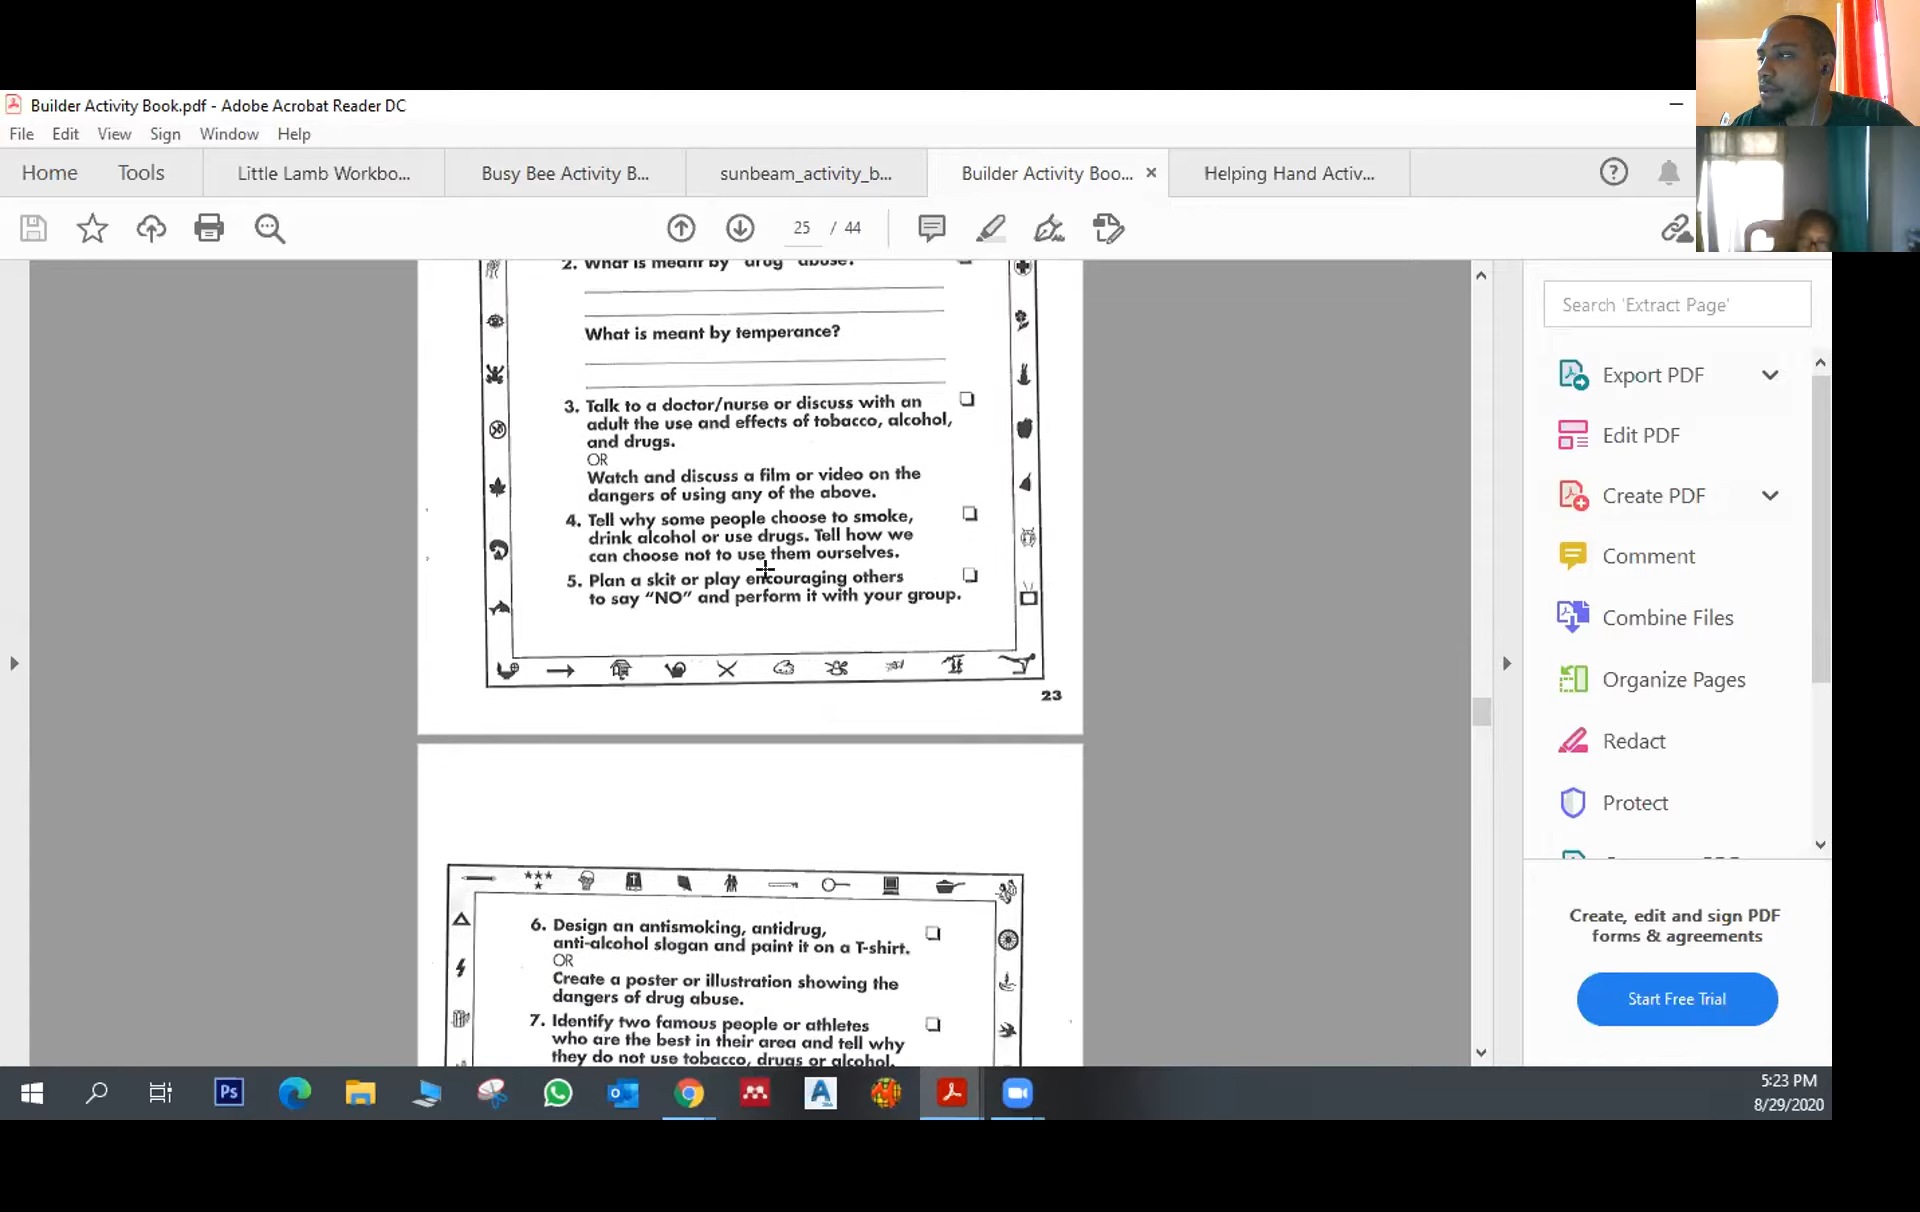 Builder Activity Book.pdf - Adobe Acrobat Reader DC
File Edit View Sign Window Help
Home Tools Little Lamb Workbo... Busy Bee Activity B... sunbeam_activity_b... Builder Activity Boo... Helping Hand Activ...
25 / 44
2. What is meant by "drug" abuse?
What is meant by temperance?
3. Talk to a doctor/nurse or discuss with an
adult the use and effects of tobacco, alcohol,
and drugs.
OR
Watch and discuss a film or video on the
dangers of using any of the above.
4. Tell why some people choose to smoke,
drink alcohol or use drugs. Tell how we
can choose not to use them ourselves.
5. Plan a skit or play encouraging others
to say "NO" and perform it with your group.
23
6. Design an antismoking, antidrug,
anti-alcohol slogan and paint it on a T-shirt.
OR
Create a poster or illustration showing the
dangers of drug abuse.
7. Identify two famous people or athletes
who are the best in their area and tell why
they do not use tobacco, drugs or alcohol.
Search 'Extract Page'
Export PDF
Edit PDF
Create PDF
Comment
Combine Files
Organize Pages
Redact
Protect
Create, edit and sign PDF
forms & agreements
Start Free Trial
Ps
5:23 PM
8/29/2020